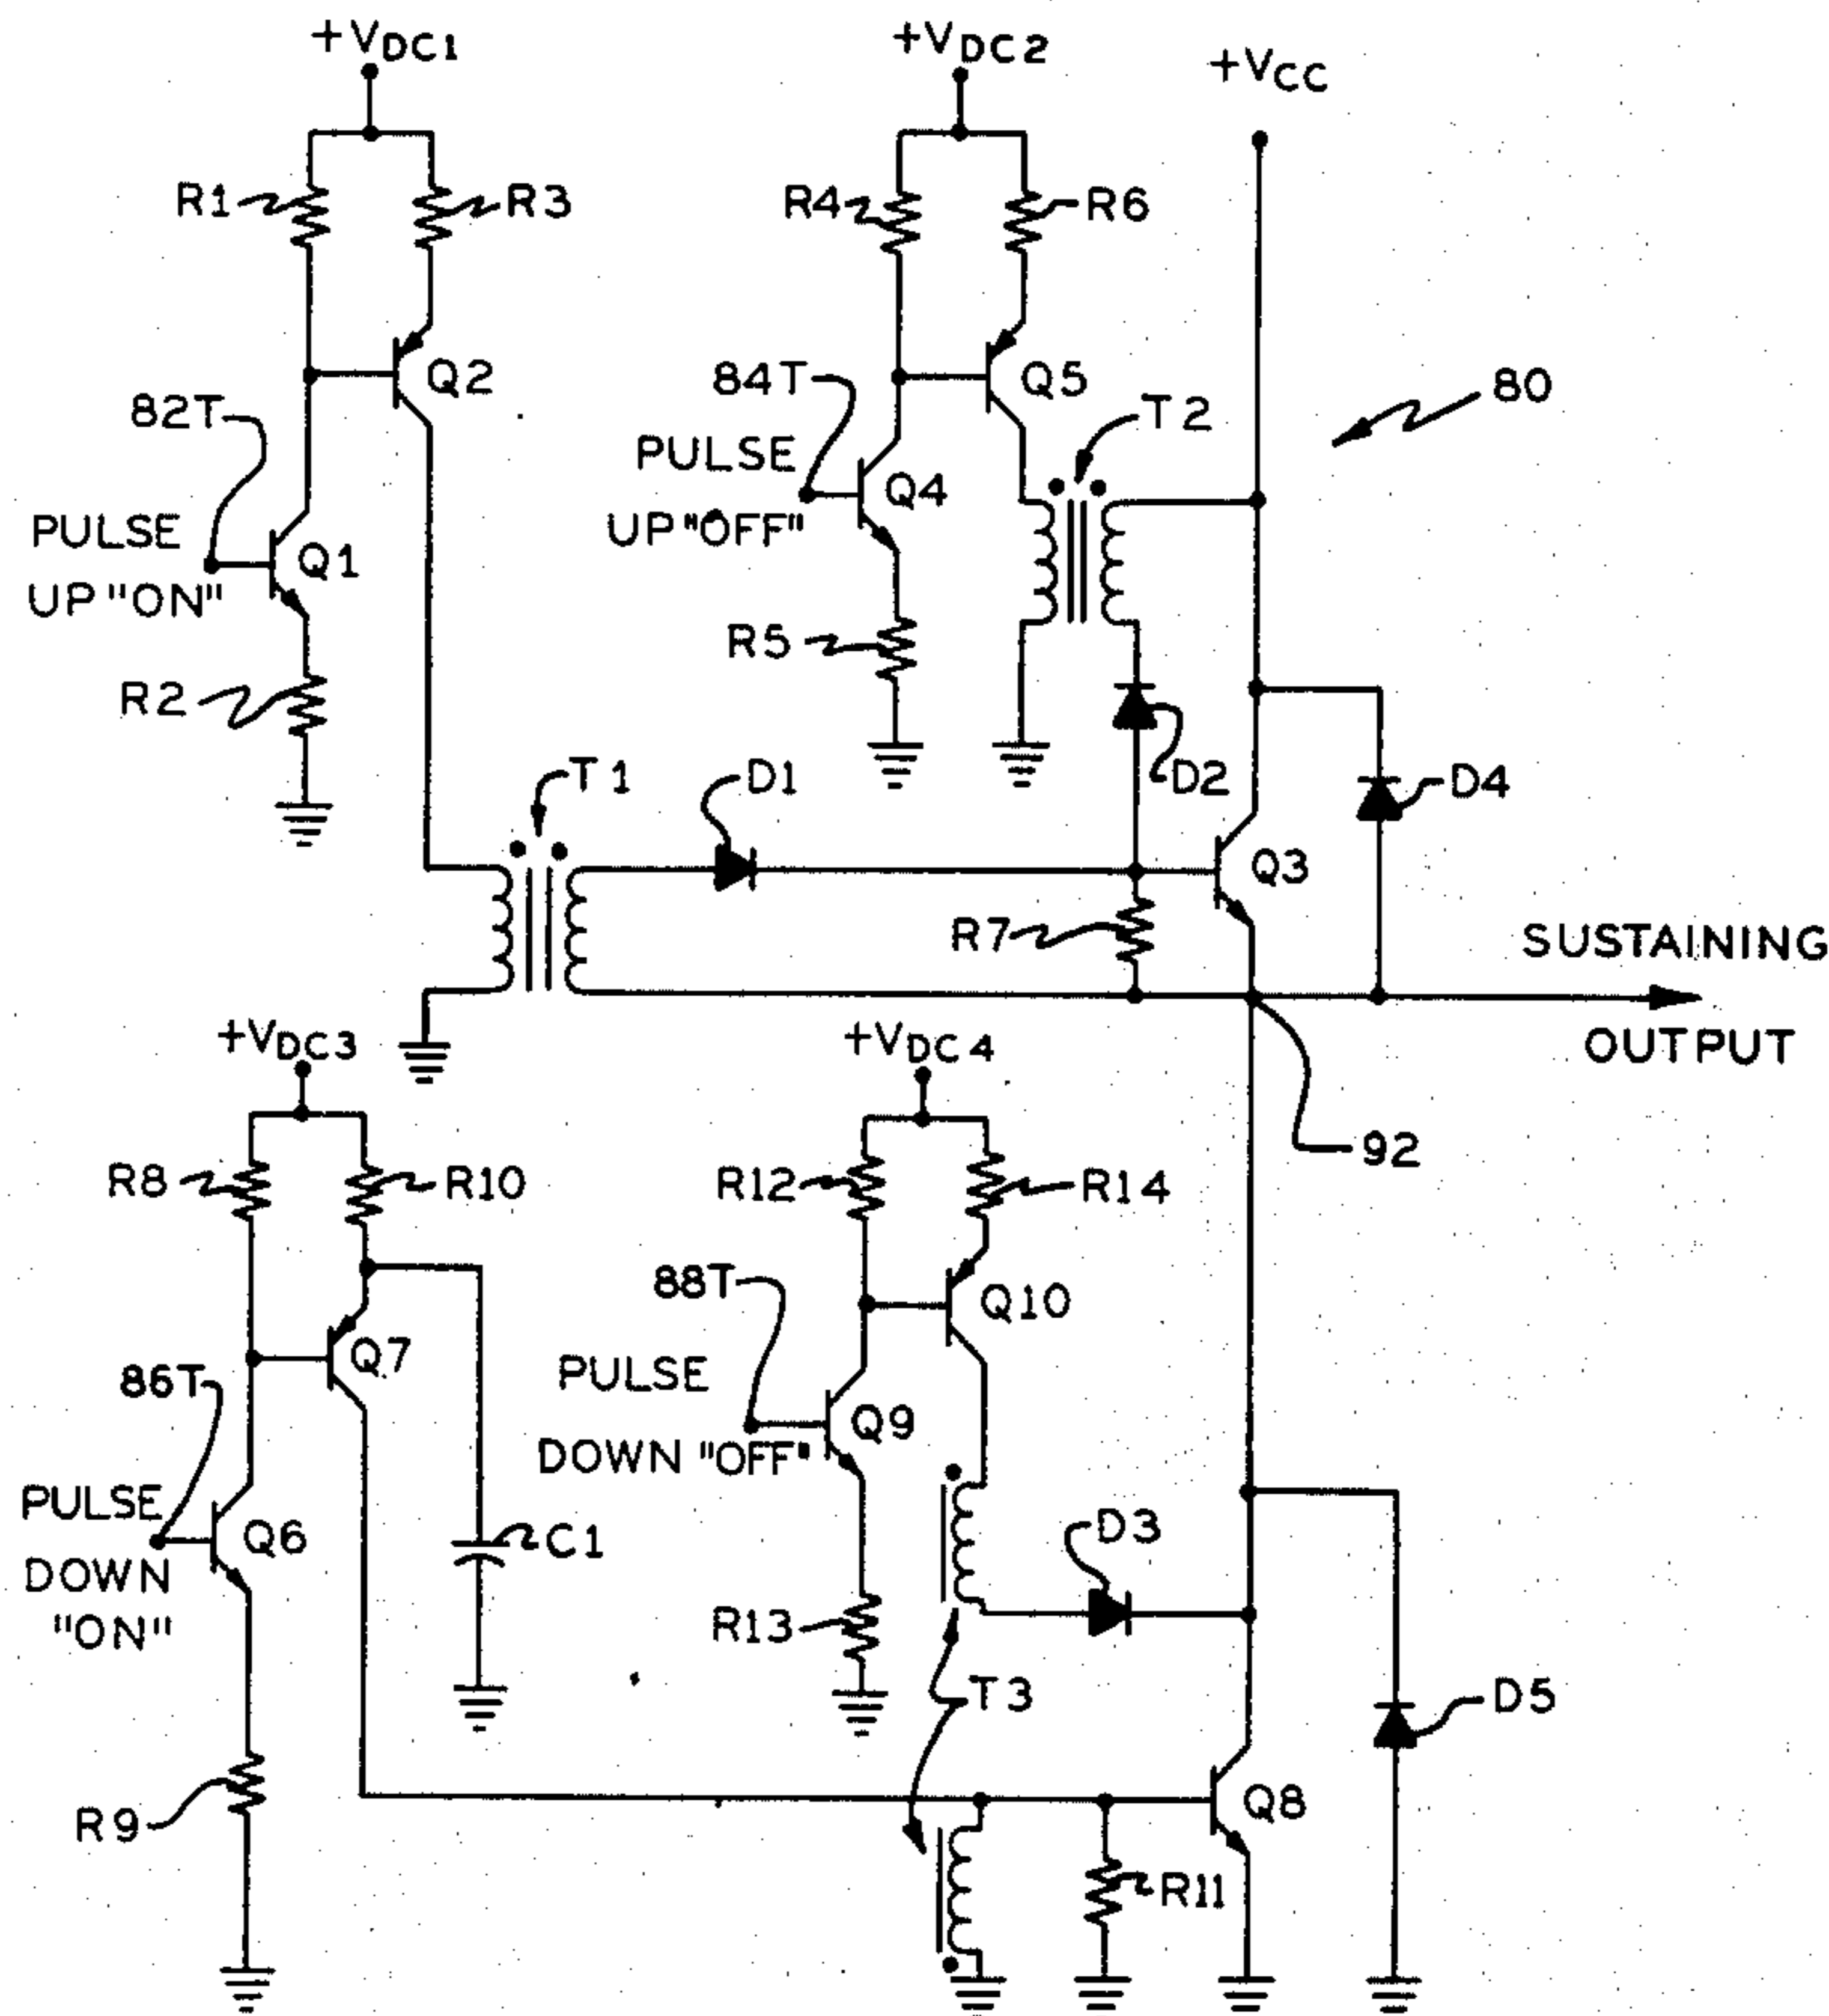 +VDC1
+VDC2
+VCC
R1
R3
R4
R6
Q2
Q5
80
82T
84T
T2
PULSE
UP "OFF"
Q4
PULSE
UP "ON"
Q1
R5
R2
T1
D1
D2
D4
Q3
R7
SUSTAINING
OUTPUT
+VDC3
+VDC4
92
R8
R10
R12
R14
88T
Q10
Q7
86T
PULSE
DOWN "OFF"
Q9
PULSE
DOWN
"ON"
Q6
C1
D3
R13
T3
D5
R9
Q8
R11